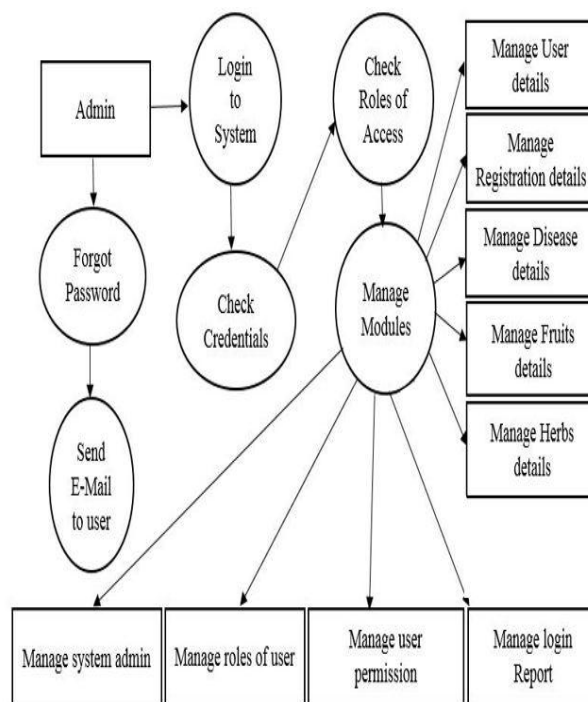 Admin
Login
to
System
Check
Roles of
Access
Manage User
details
Manage
Registration details
Forgot
Password
Check
Credentials
Manage
Modules
Manage Disease
details
Manage Fruits
details
Manage Herbs
details
Send
E-Mail
to user
Manage system admin
Manage roles of user
Manage user
permission
Manage login
Report